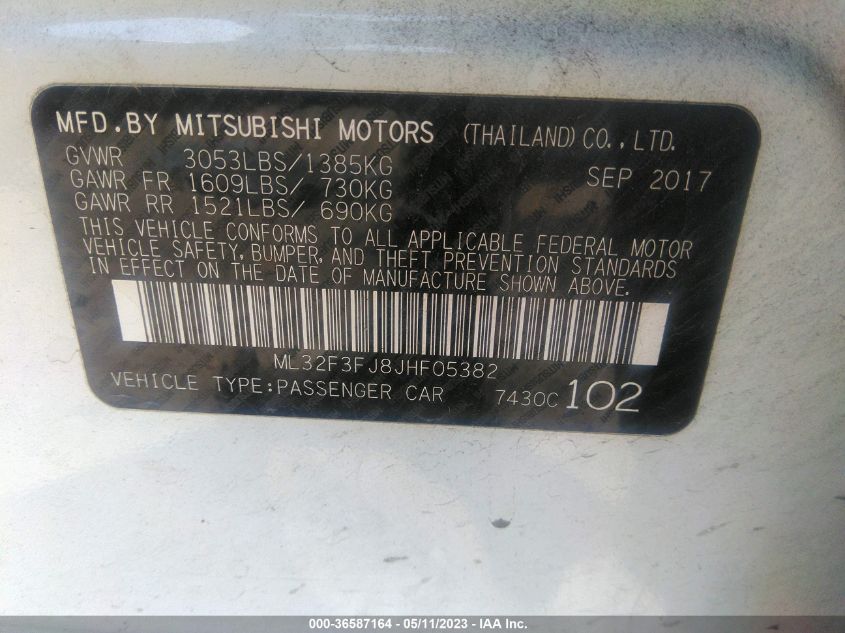 MFD.BY MITSUBISHI MOTORS (THAILAND) CO.,LTD.
GVWR 3053LBS/1385KG SEP 2017
GAWR FR 1609LBS/ 730KG
GAWR RR 1521LBS/ 690KG
THIS VEHICLE CONFORMS TO ALL APPLICABLE FEDERAL MOTOR
VEHICLE SAFETY, BUMPER, AND THEFT PREVENTION STANDARDS
IN EFFECT ON THE DATE OF MANUFACTURE SHOWN ABOVE.
ML32F3FJ8JHF05382
VEHICLE TYPE:PASSENGER CAR 7430C 102
000-36587164 - 05/11/2023 - IAA Inc.